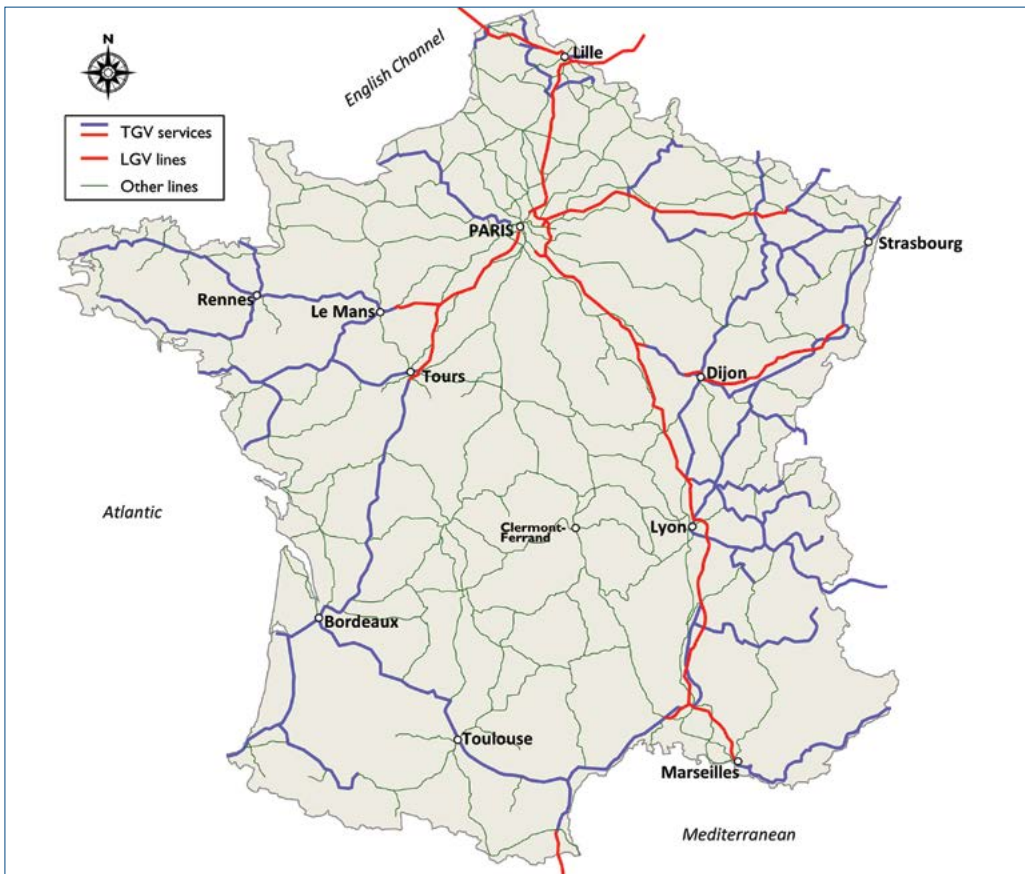 N
English Channel
Lille
TGV services
LGV lines
Other lines
PARIS
Strasbourg
Rennes
Le Mans
Tours
Dijon
Atlantic
Clermont-
Ferrand
Lyon
Bordeaux
Toulouse
Marseilles
Mediterranean